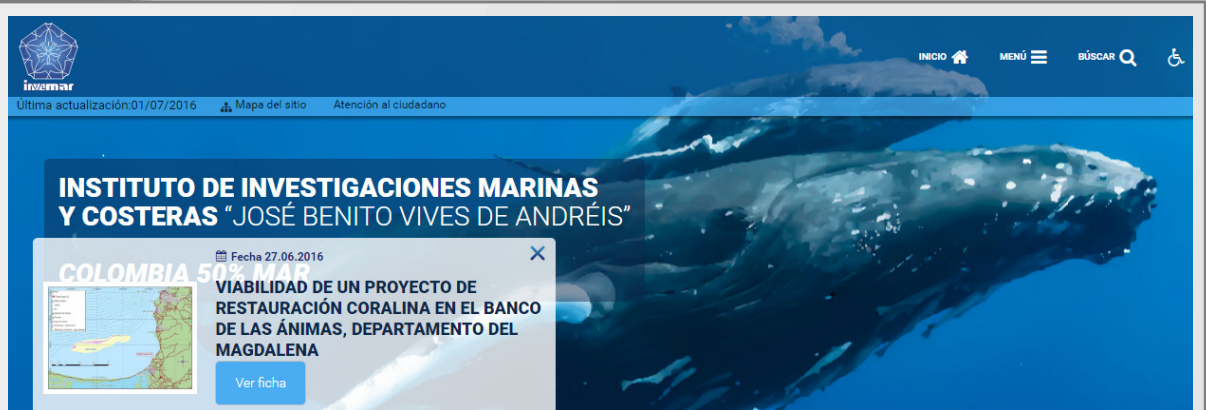 invemar
INICIO
MENÚ
BÚSCAR
Última actualización:01/07/2016
Mapa del sitio
Atención al ciudadano
INSTITUTO DE INVESTIGACIONES MARINAS
Y COSTERAS “JOSÉ BENITO VIVES DE ANDRÉIS”
COLOMBIA 50% MAR
Fecha 27.06.2016
VIABILIDAD DE UN PROYECTO DE
RESTAURACIÓN CORALINA EN EL BANCO
DE LAS ÁNIMAS, DEPARTAMENTO DEL
MAGDALENA
Ver ficha